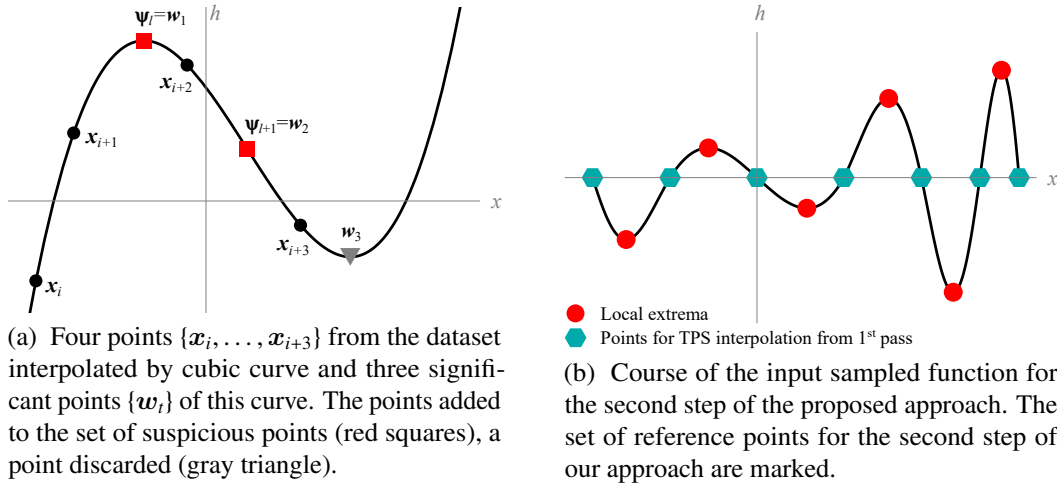 h
ψₗ=w₁
xᵢ₊₂
xᵢ₊₁
ψₗ₊₁=w₂
x
xᵢ₊₃
w₃
xᵢ
(a) Four points {xᵢ, . . . , xᵢ₊₃} from the dataset
interpolated by cubic curve and three signifi-
cant points {wₜ} of this curve. The points added
to the set of suspicious points (red squares), a
point discarded (gray triangle).
h
x
Local extrema
Points for TPS interpolation from 1ˢᵗ pass
(b) Course of the input sampled function for
the second step of the proposed approach. The
set of reference points for the second step of
our approach are marked.